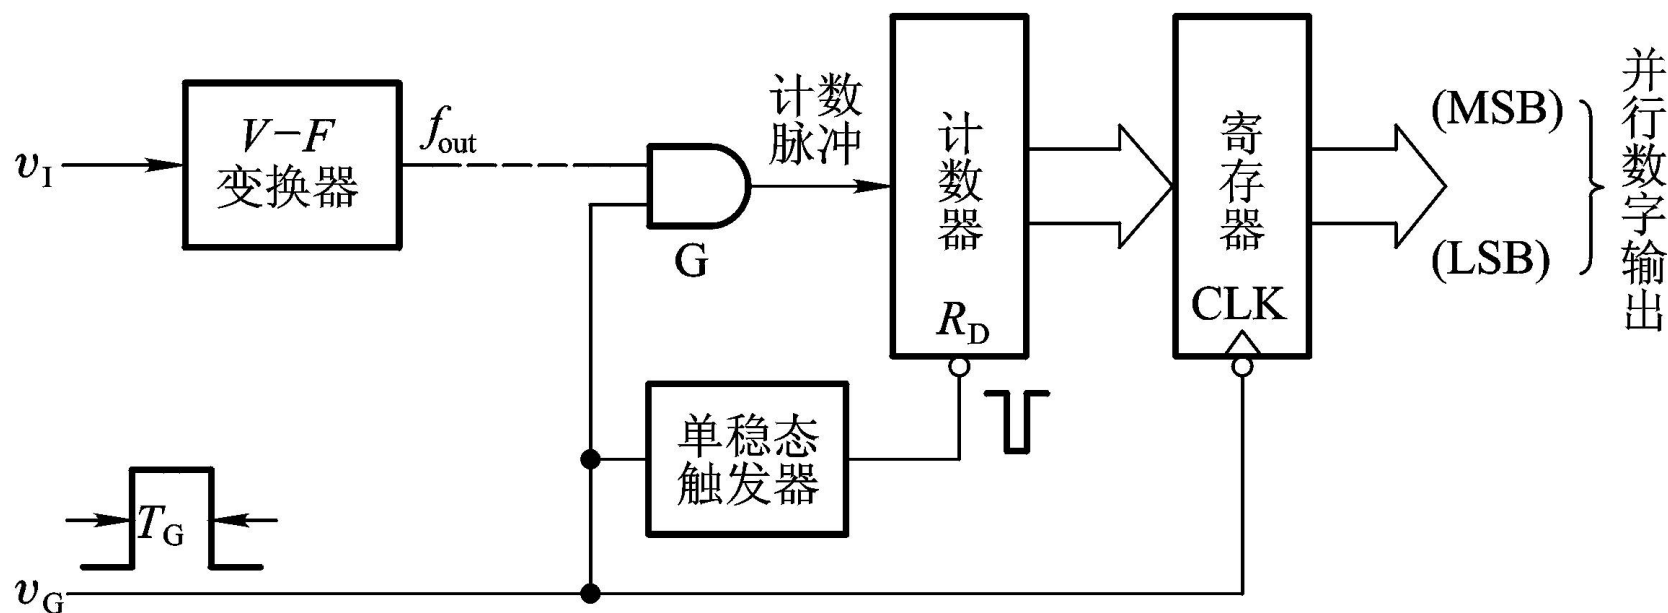 v_I
V-F
变换器
f_out
G
计数
脉冲
计数器
R_D
寄存器
CLK
(MSB)
(LSB)
并行数字输出
单稳态
触发器
T_G
v_G